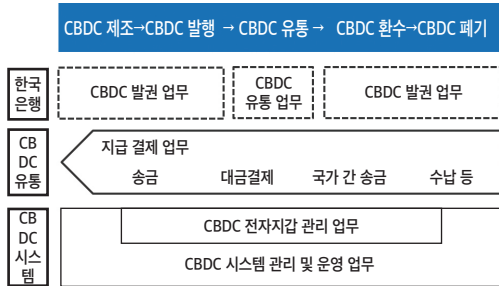 CBDC 제조→CBDC 발행 → CBDC 유통→ CBDC 환수→CBDC 폐기
한국
은행
CBDC 발권 업무
CBDC
유통 업무
CBDC 발권 업무
CB
DC
유통
지급 결제 업무
송금 대금결제 국가 간 송금 수납 등
CB
DC
시스
템
CBDC 전자지갑 관리 업무
CBDC 시스템 관리 및 운영 업무